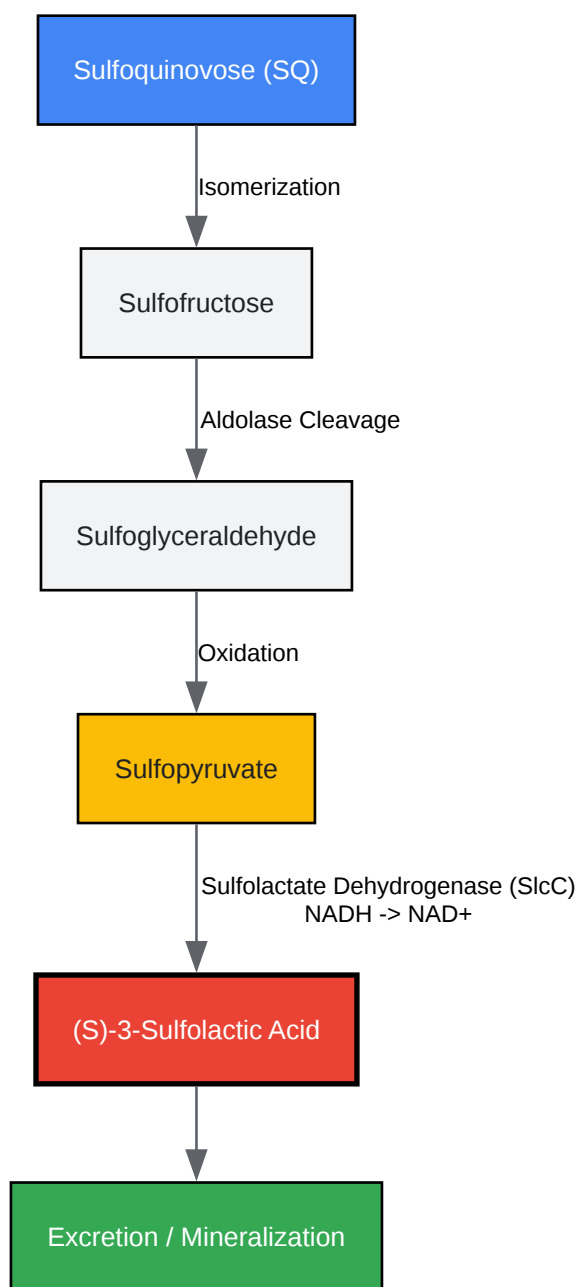 Sulfoquinovose (SQ)
Isomerization
Sulfofructose
Aldolase Cleavage
Sulfoglyceraldehyde
Oxidation
Sulfopyruvate
Sulfolactate Dehydrogenase (SlcC)
NADH -> NAD+
(S)-3-Sulfolactic Acid
Excretion / Mineralization